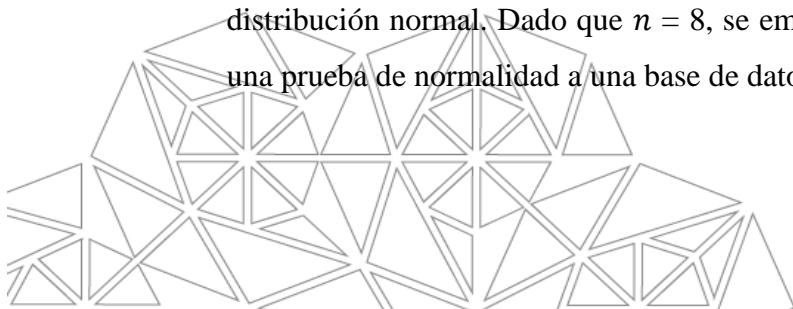 distribución normal. Dado que 𝑛 = 8, se em
una prueba de normalidad a una base de dato